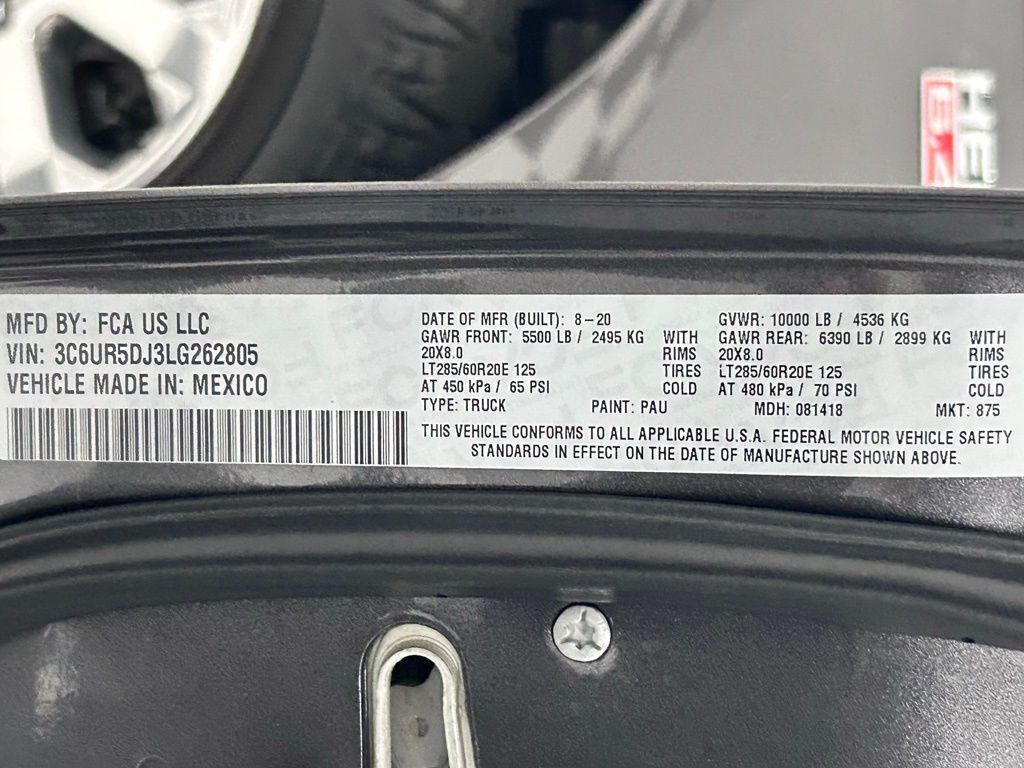 HE
6.
MFD BY: FCA US LLC
VIN: 3C6UR5DJ3LG262805
VEHICLE MADE IN: MEXICO
DATE OF MFR (BUILT): 8-20 GVWR: 10000 LB / 4536 KG
GAWR FRONT: 5500 LB / 2495 KG WITH GAWR REAR: 6390 LB / 2899 KG WITH
20X8.0 RIMS 20X8.0 RIMS
LT285/60R20E 125 TIRES LT285/60R20E 125 TIRES
AT 450 kPa / 65 PSI COLD AT 480 kPa / 70 PSI COLD
TYPE: TRUCK PAINT: PAU MDH: 081418 MKT: 875
THIS VEHICLE CONFORMS TO ALL APPLICABLE U.S.A. FEDERAL MOTOR VEHICLE SAFETY
STANDARDS IN EFFECT ON THE DATE OF MANUFACTURE SHOWN ABOVE.